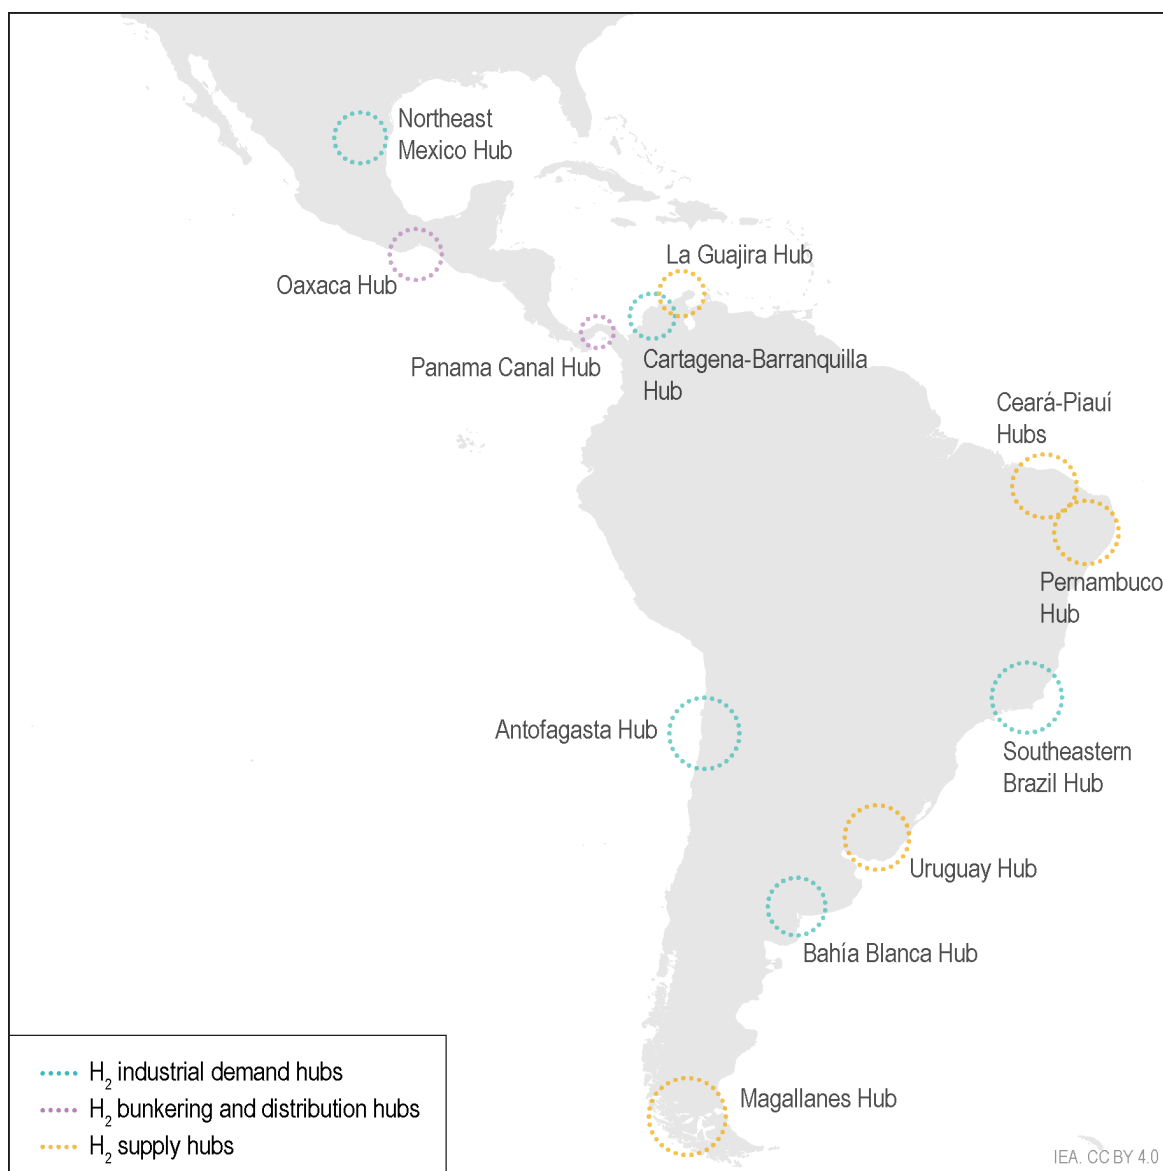 Northeast
Mexico Hub
Oaxaca Hub
La Guajira Hub
Panama Canal Hub
Cartagena-Barranquilla
Hub
Ceará-Piauí
Hubs
Pernambuco
Hub
Antofagasta Hub
Southeastern
Brazil Hub
Uruguay Hub
Bahía Blanca Hub
Magallanes Hub
H₂ industrial demand hubs
H₂ bunkering and distribution hubs
H₂ supply hubs
IEA. CC BY 4.0